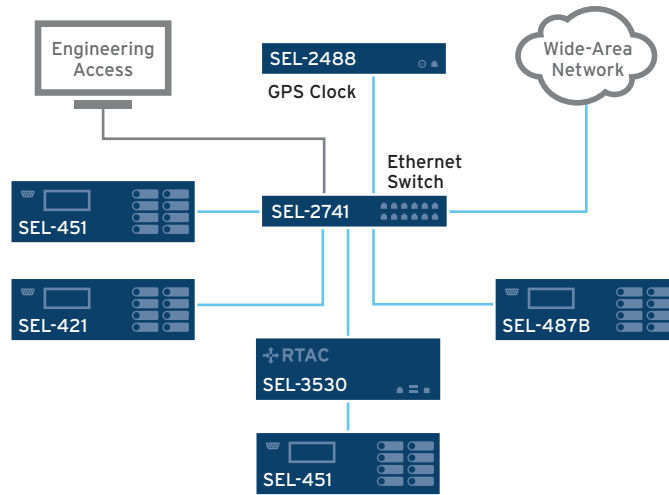 Engineering
Access
SEL-2488
GPS Clock
Wide-Area
Network
Ethernet
Switch
SEL-451
SEL-2741
SEL-421
SEL-487B
RTAC
SEL-3530
SEL-451